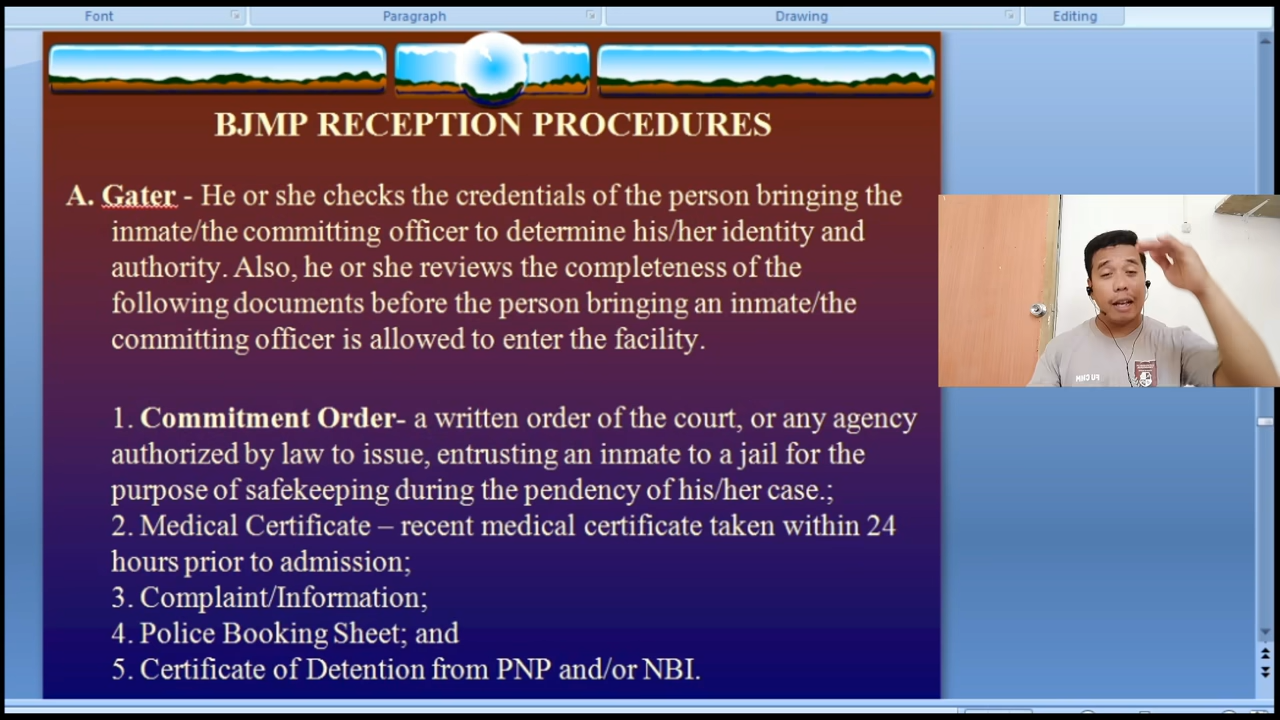 Font
Paragraph
Drawing
Editing
BJMP RECEPTION PROCEDURES
A. Gater - He or she checks the credentials of the person bringing the
inmate/the committing officer to determine his/her identity and
authority. Also, he or she reviews the completeness of the
following documents before the person bringing an inmate/the
committing officer is allowed to enter the facility.
1. Commitment Order- a written order of the court, or any agency
authorized by law to issue, entrusting an inmate to a jail for the
purpose of safekeeping during the pendency of his/her case.;
2. Medical Certificate – recent medical certificate taken within 24
hours prior to admission;
3. Complaint/Information;
4. Police Booking Sheet; and
5. Certificate of Detention from PNP and/or NBI.